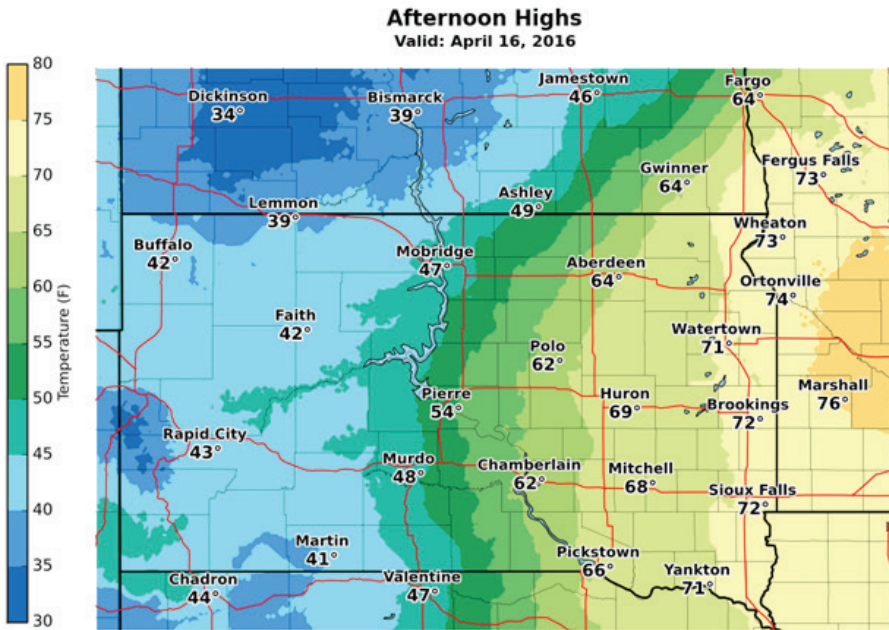 Afternoon Highs
Valid: April 16, 2016
80
75
70
65
60
55
50
45
40
35
30
Temperature (F)
Dickinson
34°
Bismarck
39°
Jamestown
46°
Fargo
64°
Gwinner
64°
Fergus Falls
73°
Lemmon
39°
Ashley
49°
Wheaton
73°
Buffalo
42°
Mobridge
47°
Aberdeen
64°
Ortonville
74°
Faith
42°
Polo
62°
Watertown
71°
Pierre
54°
Huron
69°
Brookings
72°
Marshall
76°
Rapid City
43°
Murdo
48°
Chamberlain
62°
Mitchell
68°
Sioux Falls
72°
Martin
41°
Pickstown
66°
Chadron
44°
Valentine
47°
Yankton
71°